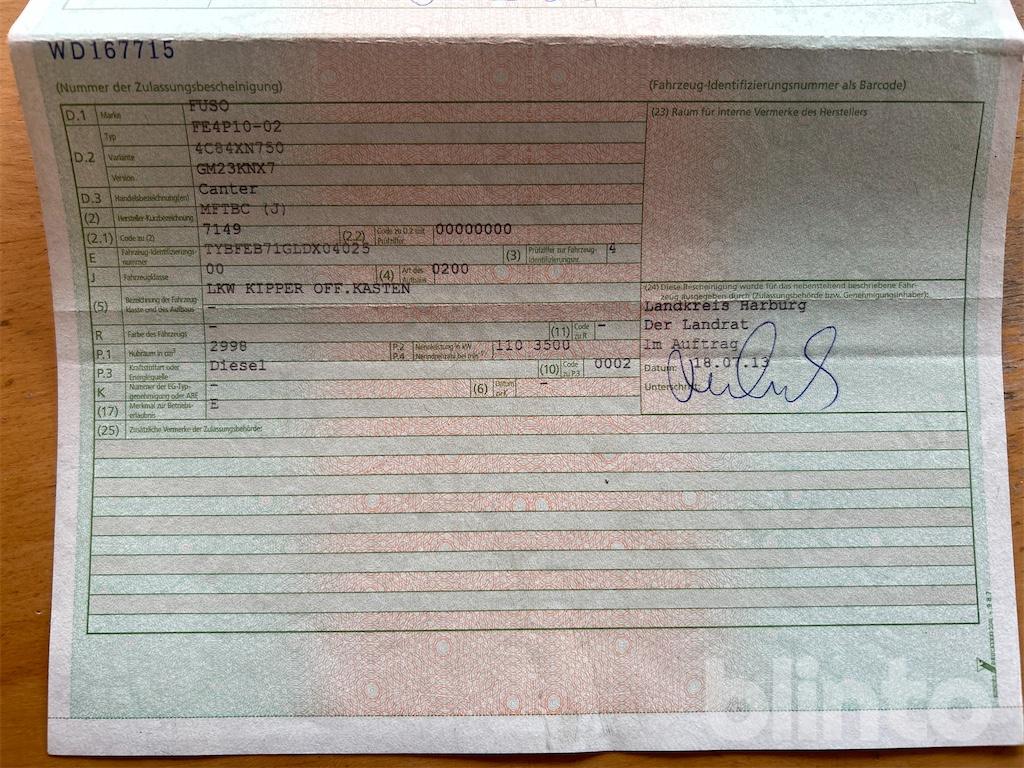 WD167715
(Nummer der Zulassungsbescheinigung)
(Fahrzeug-Identifizierungsnummer als Barcode)
D.1 Marke FUSO
(23) Raum für interne Vermerke des Herstellers
D.2 Typ FE4P10-02
Variante 4C84XN750
Version GM23KNX7
D.3 Handelsbezeichnung(en) Canter
(2) Hersteller-Kurzbezeichnung MFTBC (J)
(2.1) Code zu (2) 7149 (2.2) Code zu D.2 mit Prüfziffer 00000000
E Fahrzeug-Identifizierungsnummer TYBFEB71GLDX04025 (3) Prüfziffer zur Fahrzeug-Identifizierungsnr. 4
J Fahrzeugklasse 00 (4) Art des Aufbaus 0200
(5) Bezeichnung der Fahrzeugklasse und des Aufbaus LKW KIPPER OFF.KASTEN
-
(24) Diese Bescheinigung wurde für das nebenstehend beschriebene Fahrzeug ausgegeben durch (Zulassungsbehörde bzw. Genehmigungsinhaber):
Landkreis Harburg
Der Landrat
Im Auftrag
Datum: 18.07.13
Unterschrift
R Farbe des Fahrzeugs - (11) Code zu R -
P.1 Hubraum in cm³ 2998 P.2 P.4 Nennleistung in kW Nenndrehzahl bei min⁻¹ 110 3500
P.3 Kraftstoffart oder Energiequelle Diesel (10) Code zu P.3 0002
K Nummer der EG-Typgenehmigung oder ABE - (6) Datum zu K -
(17) Merkmal zur Betriebserlaubnis E
(25) Zusätzliche Vermerke der Zulassungsbehörde:
blinto